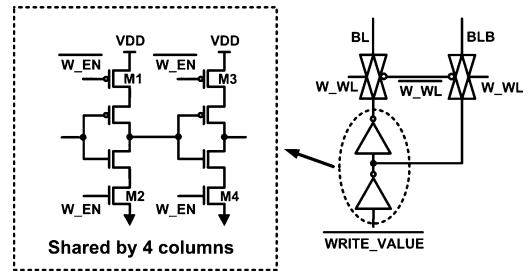 BL
BLB
W_EN
VDD
W_EN
VDD
M1
M3
W_WL
W_WL
W_WL
M2
M4
W_EN
W_EN
Shared by 4 columns
WRITE_VALUE